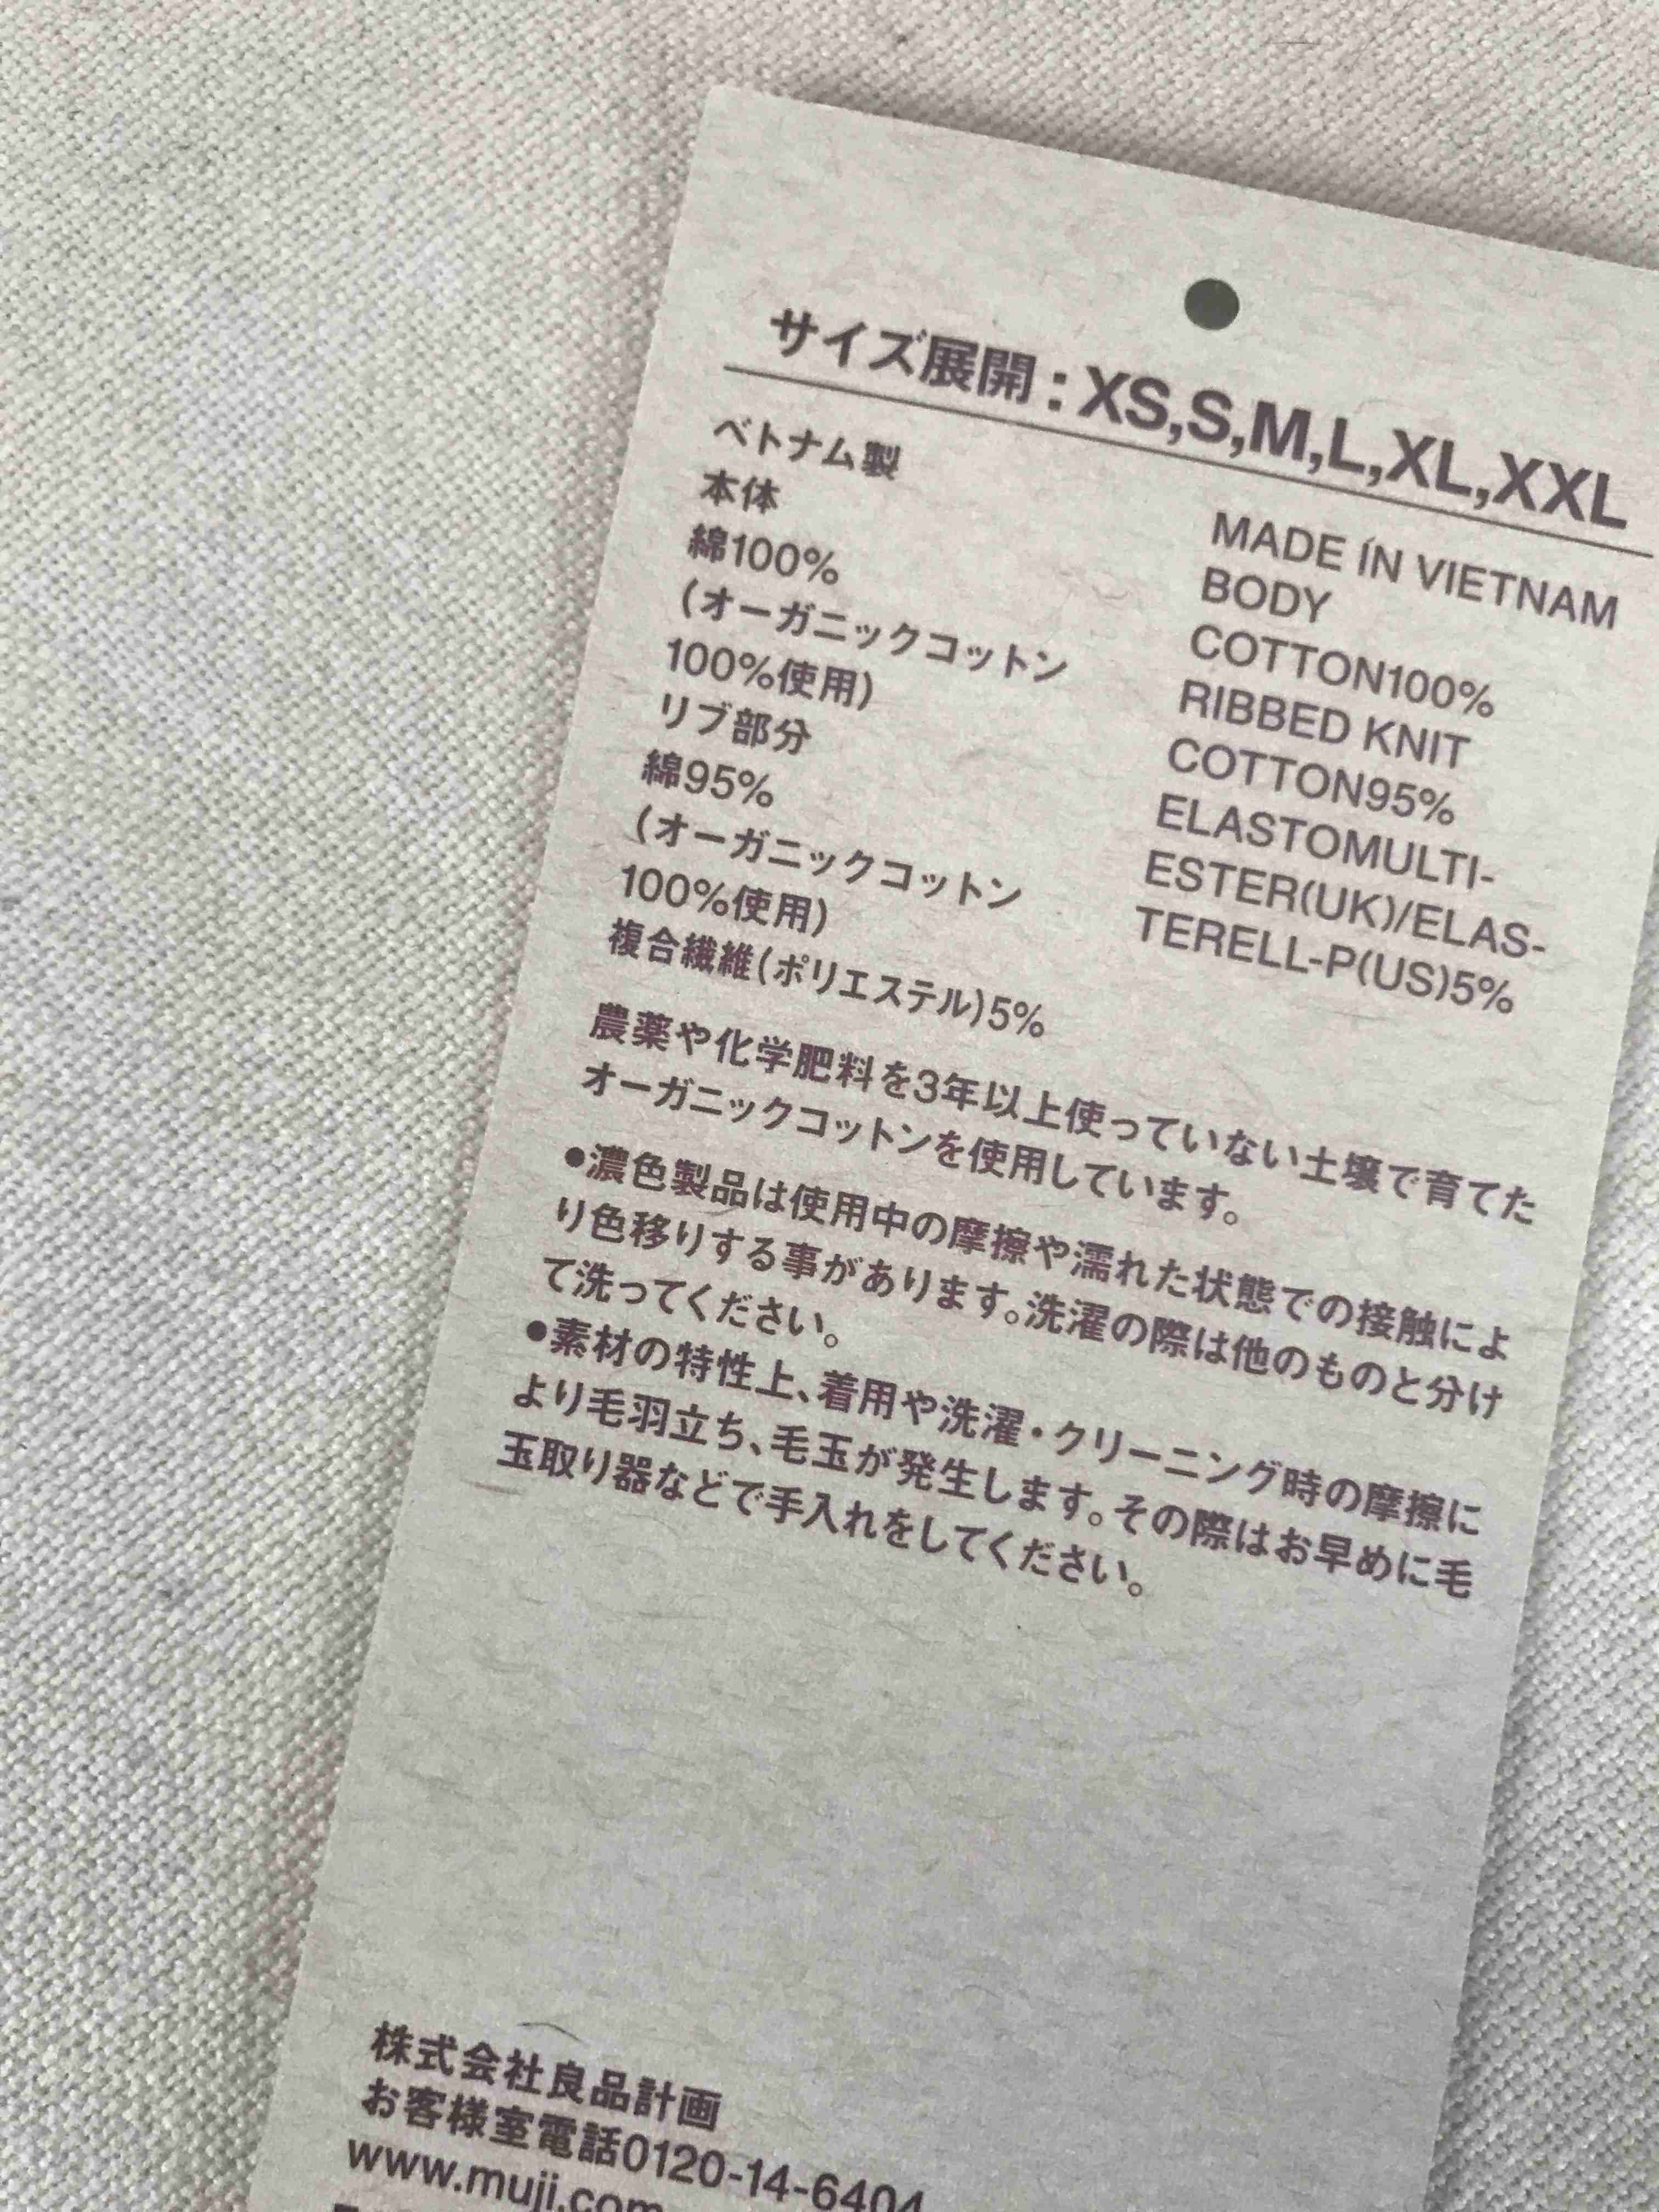 サイズ展開 : XS,S,M,L,XL,XXL
ベトナム製
本体
綿100%
(オーガニックコットン
100%使用)
リブ部分
綿95%
(オーガニックコットン
100%使用)
複合繊維(ポリエステル)5%
MADE IN VIETNAM
BODY
COTTON100%
RIBBED KNIT
COTTON95%
ELASTOMULTI-
ESTER(UK)/ELAS-
TERELL-P(US)5%
農薬や化学肥料を3年以上使っていない土壌で育てた
オーガニックコットンを使用しています。
●濃色製品は使用中の摩擦や濡れた状態での接触によ
り色移りする事があります。洗濯の際は他のものと分け
て洗ってください。
●素材の特性上、着用や洗濯・クリーニング時の摩擦に
より毛羽立ち、毛玉が発生します。その際はお早めに毛
玉取り器などで手入れをしてください。
株式会社良品計画
お客様室電話0120-14-6404
www.muji.com